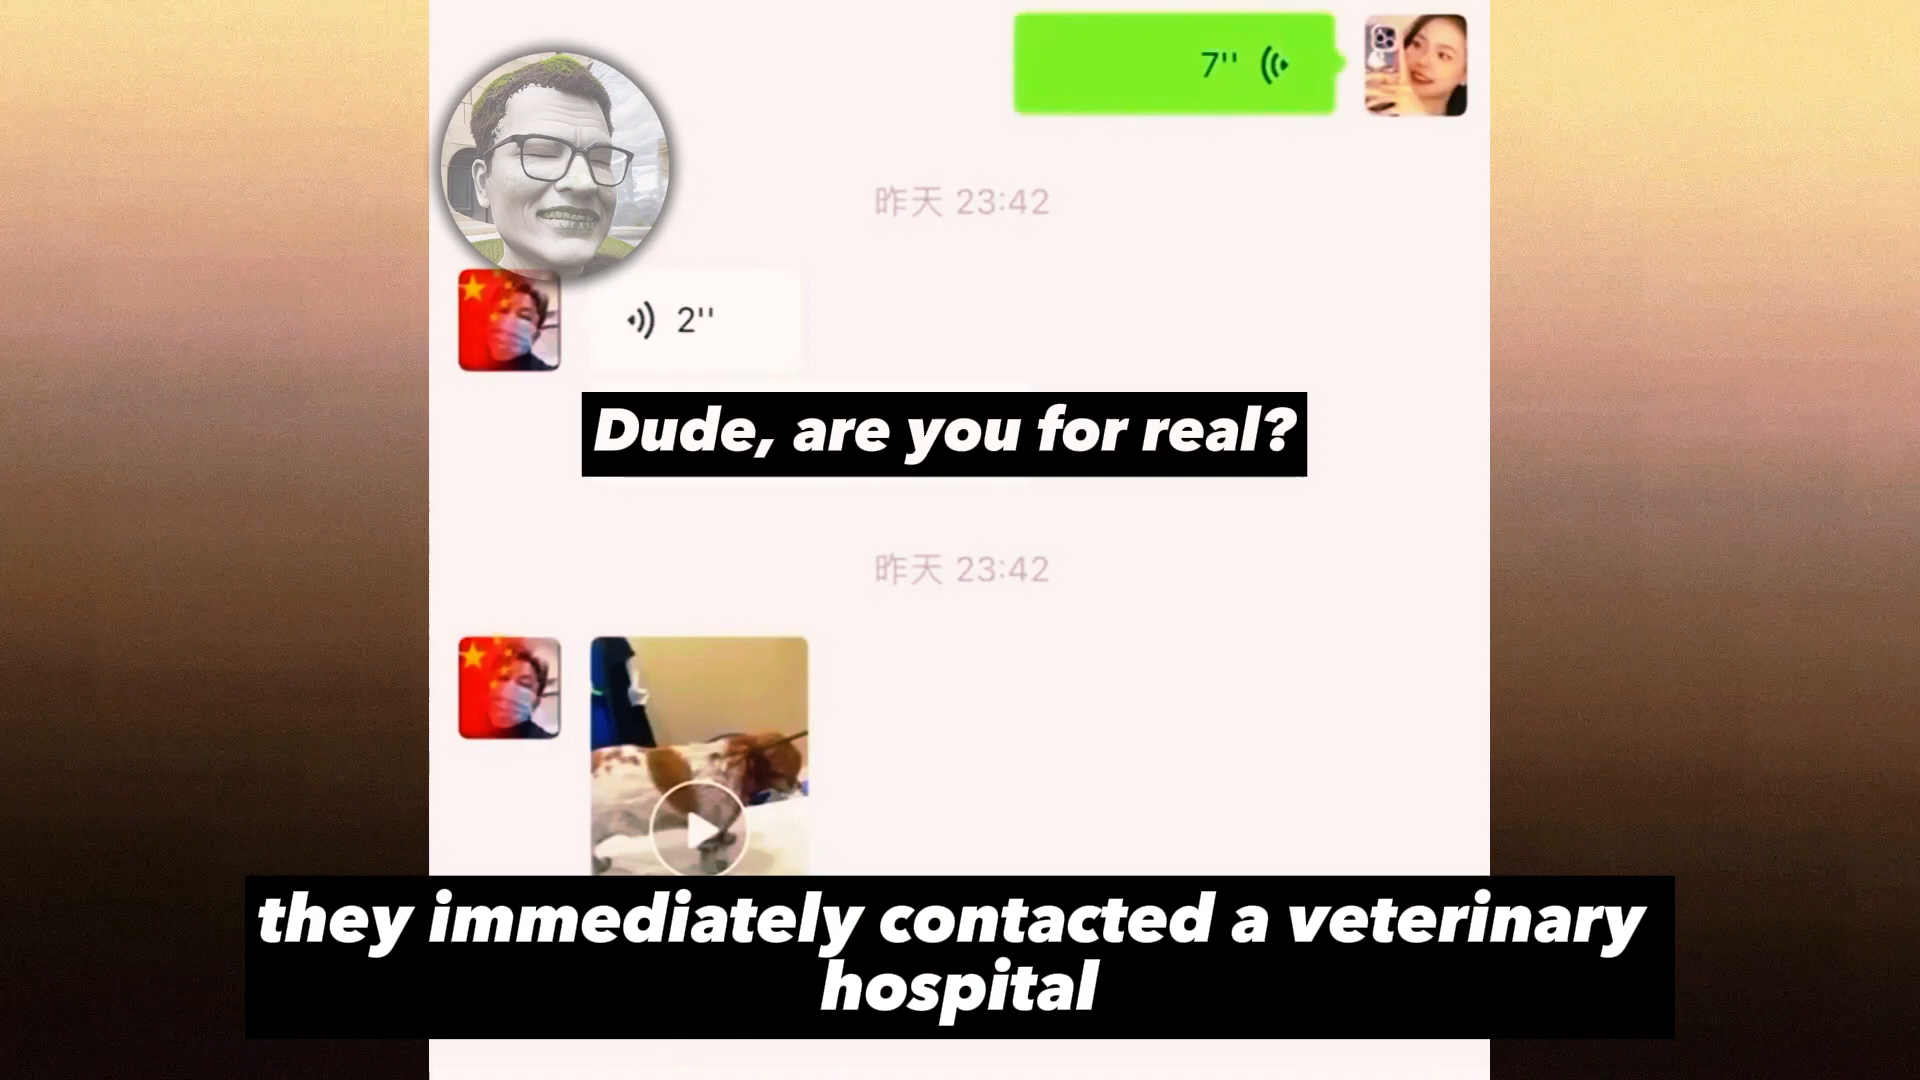 7''
昨天 23:42
2''
Dude, are you for real?
昨天 23:42
they immediately contacted a veterinary
hospital